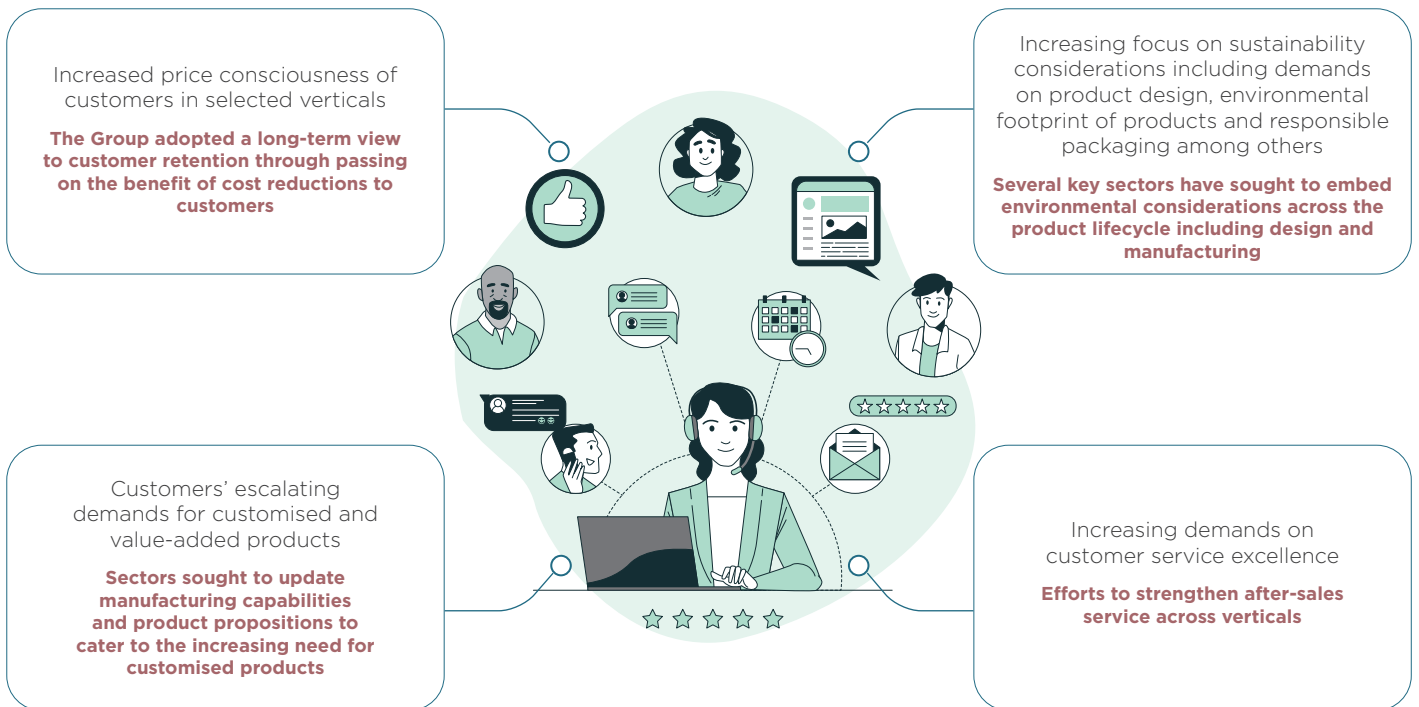 Increased price consciousness of
customers in selected verticals
The Group adopted a long-term view
to customer retention through passing
on the benefit of cost reductions to
customers
Increasing focus on sustainability
considerations including demands
on product design, environmental
footprint of products and responsible
packaging among others
Several key sectors have sought to embed
environmental considerations across the
product lifecycle including design and
manufacturing
Customers’ escalating
demands for customised and
value-added products
Sectors sought to update
manufacturing capabilities
and product propositions to
cater to the increasing need for
customised products
Increasing demands on
customer service excellence
Efforts to strengthen after-sales
service across verticals